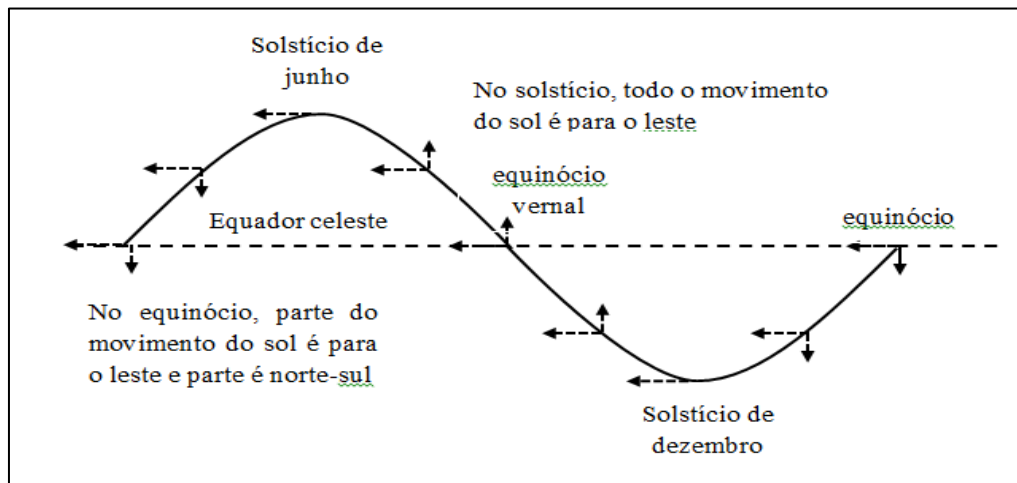 Solstício de
junho
No solstício, todo o movimento
do sol é para o leste
equinócio
vernal
equinócio
Equador celeste
No equinócio, parte do
movimento do sol é para
o leste e parte é norte-sul
Solstício de
dezembro